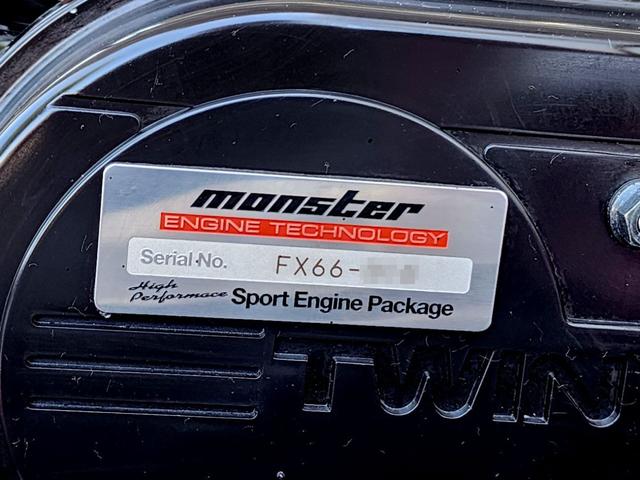 monster
ENGINE TECHNOLOGY
Serial No. FX66-
High Performace Sport Engine Package
TWIN